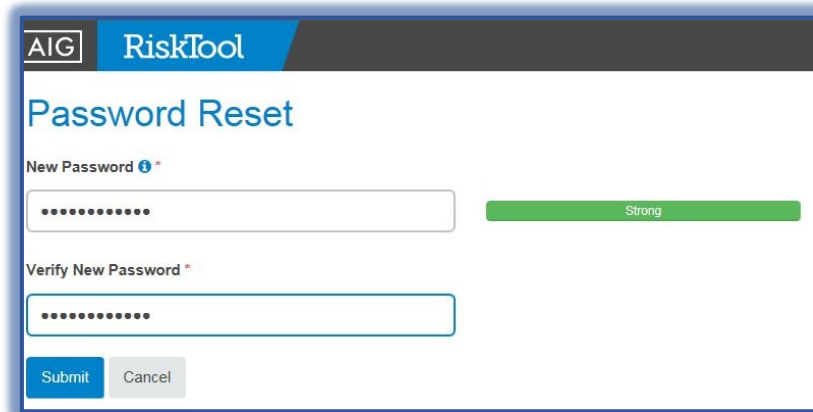 AIG RiskTool
Password Reset
New Password *
•••••••••••• Strong
Verify New Password *
••••••••••••
Submit Cancel